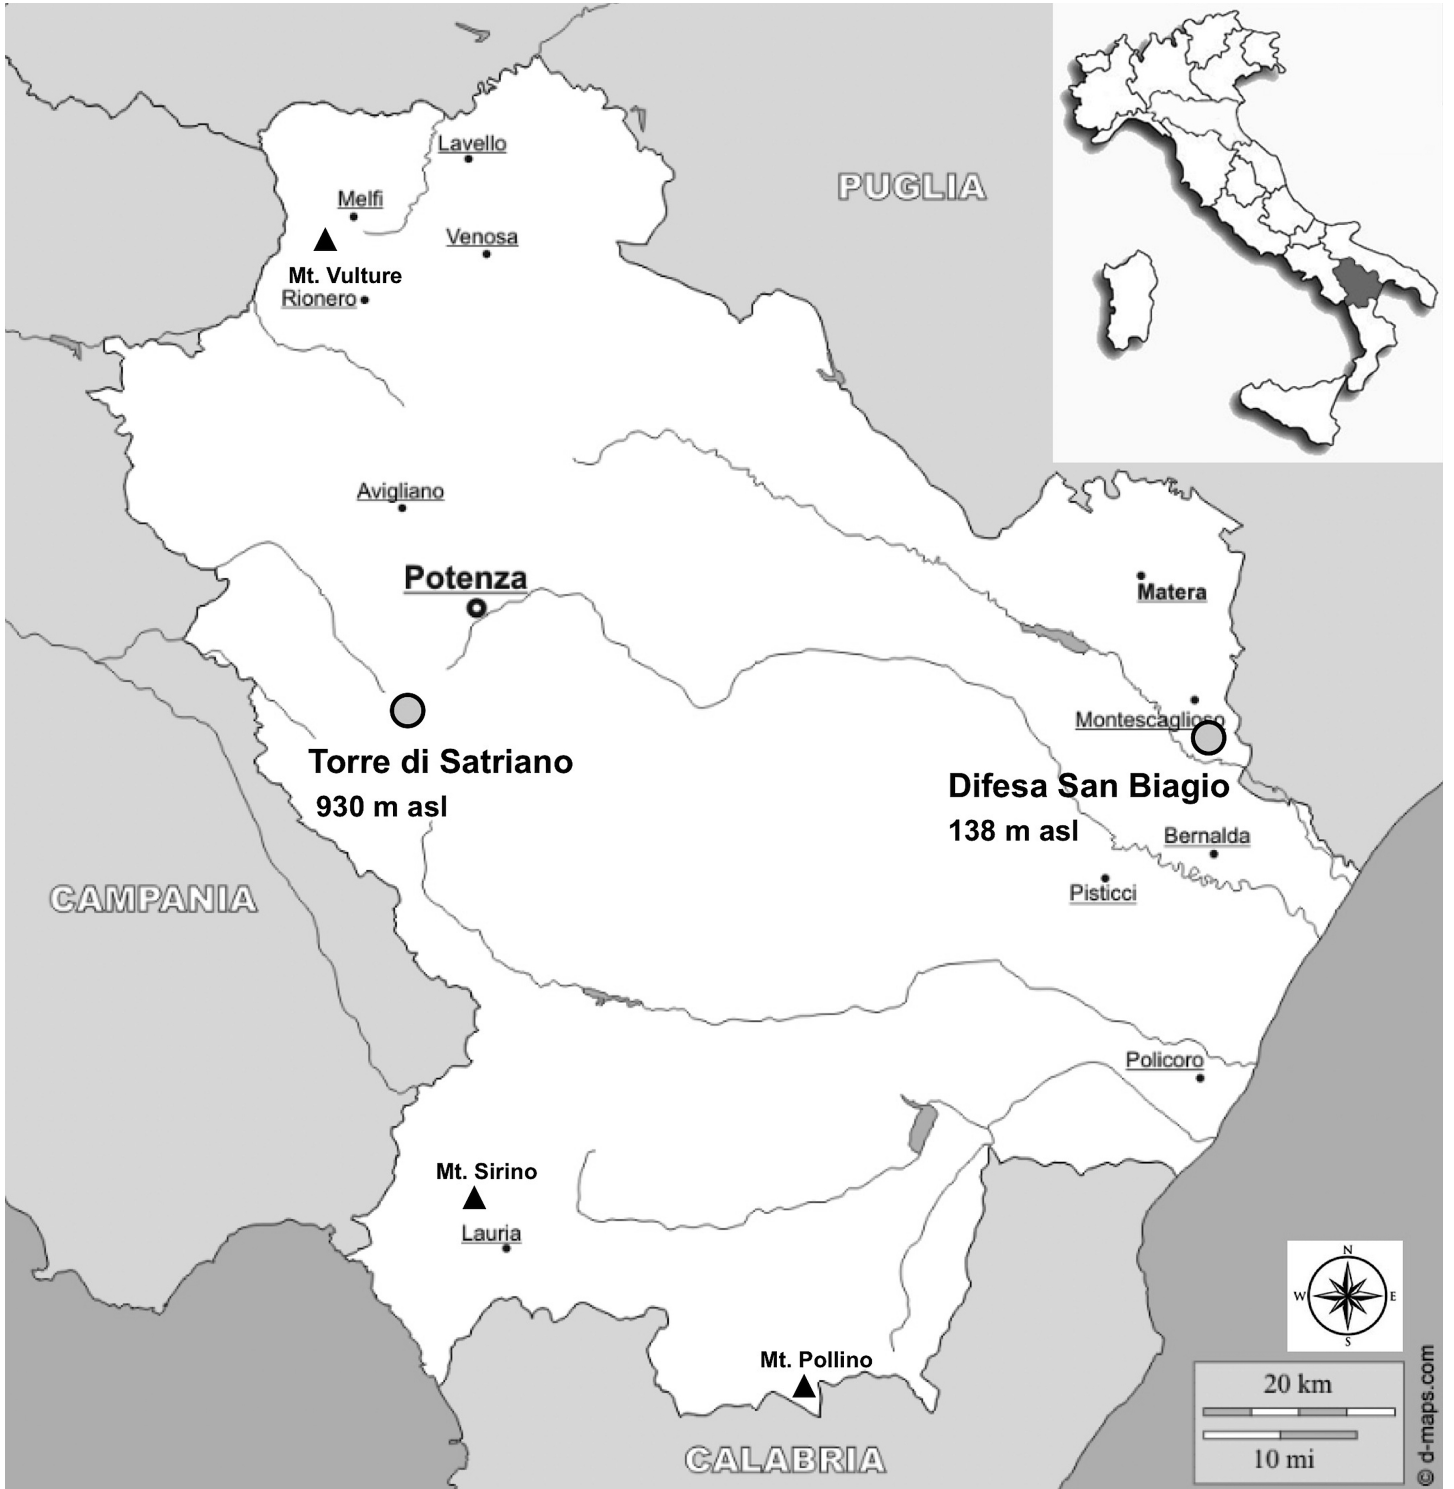 Lavello
PUGLIA
Melfi
Venosa
Mt. Vulture
Rionero
Avigliano
Potenza
Matera
Montescaglioso
Torre di Satriano
930 m asl
Difesa San Biagio
138 m asl
Bernalda
Pisticci
CAMPANIA
Policoro
Mt. Sirino
Lauria
Mt. Pollino
CALABRIA
N
W
E
S
20 km
10 mi
© d-maps.com